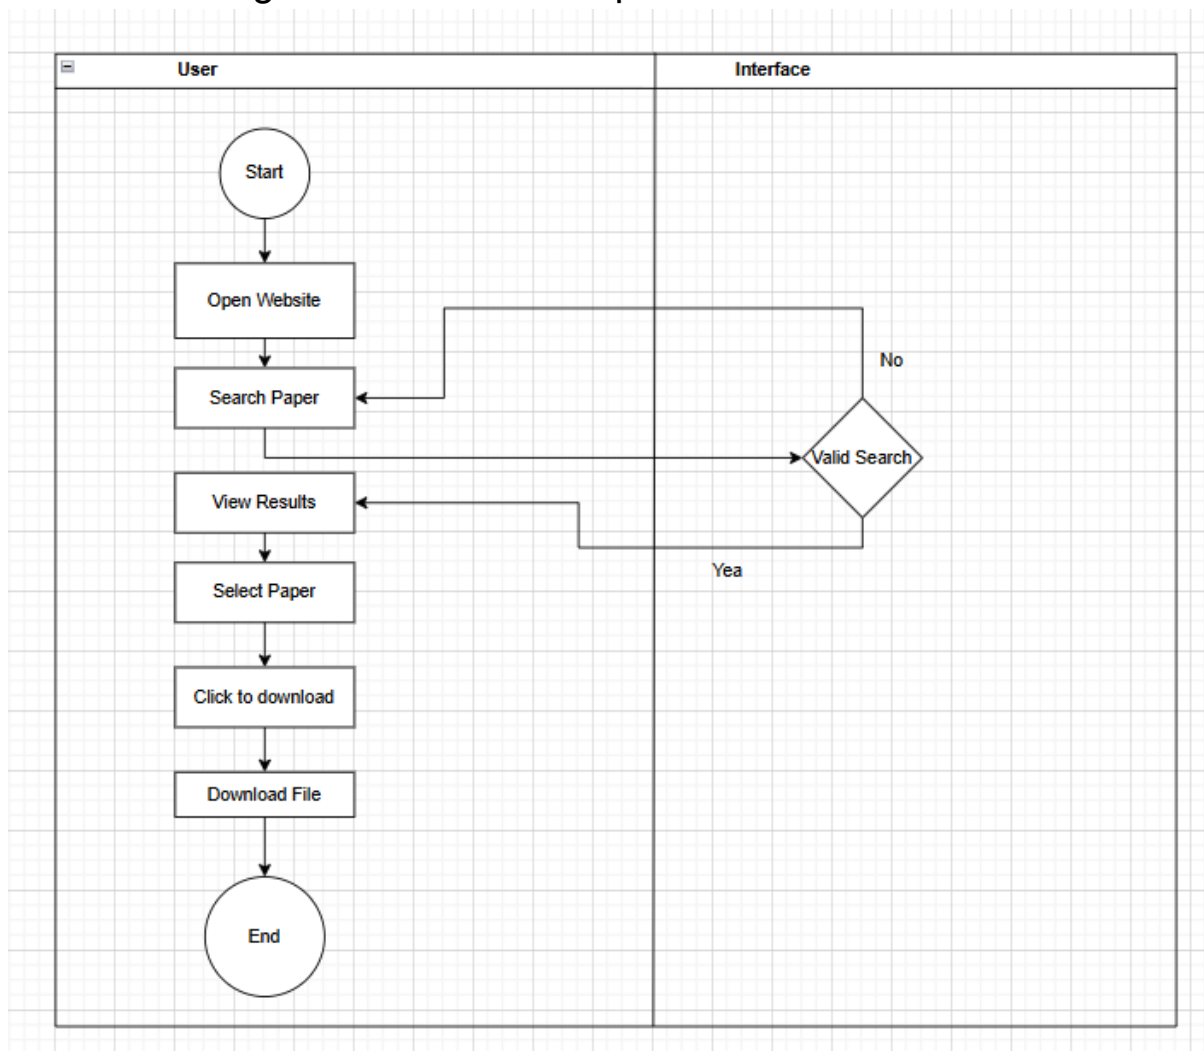 User
Interface
Start
Open Website
No
Search Paper
Valid Search
View Results
Yea
Select Paper
Click to download
Download File
End